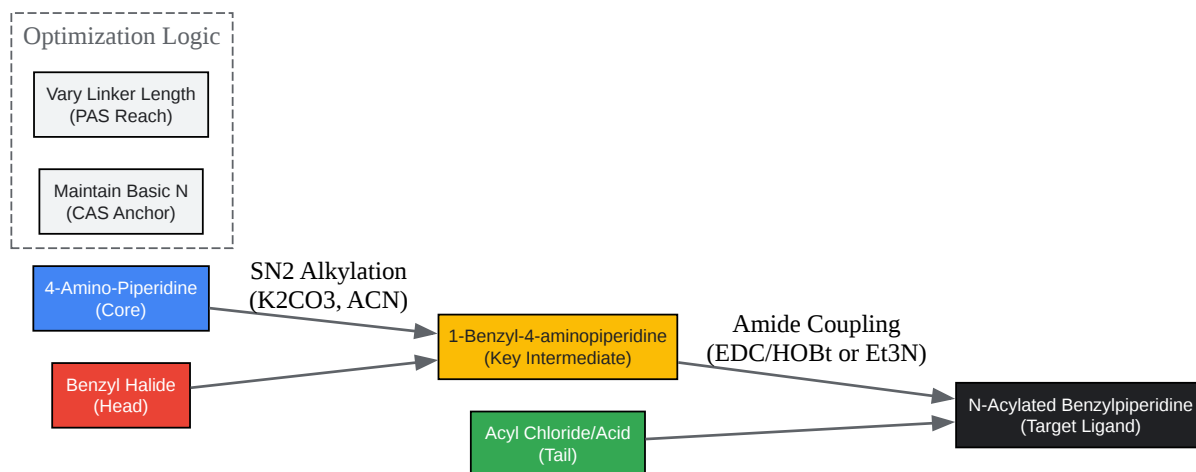 Optimization Logic
Vary Linker Length
(PAS Reach)
Maintain Basic N
(CAS Anchor)
4-Amino-Piperidine
(Core)
SN2 Alkylation
(K2CO3, ACN)
Benzyl Halide
(Head)
1-Benzyl-4-aminopiperidine
(Key Intermediate)
Amide Coupling
(EDC/HOBt or Et3N)
Acyl Chloride/Acid
(Tail)
N-Acylated Benzylpiperidine
(Target Ligand)